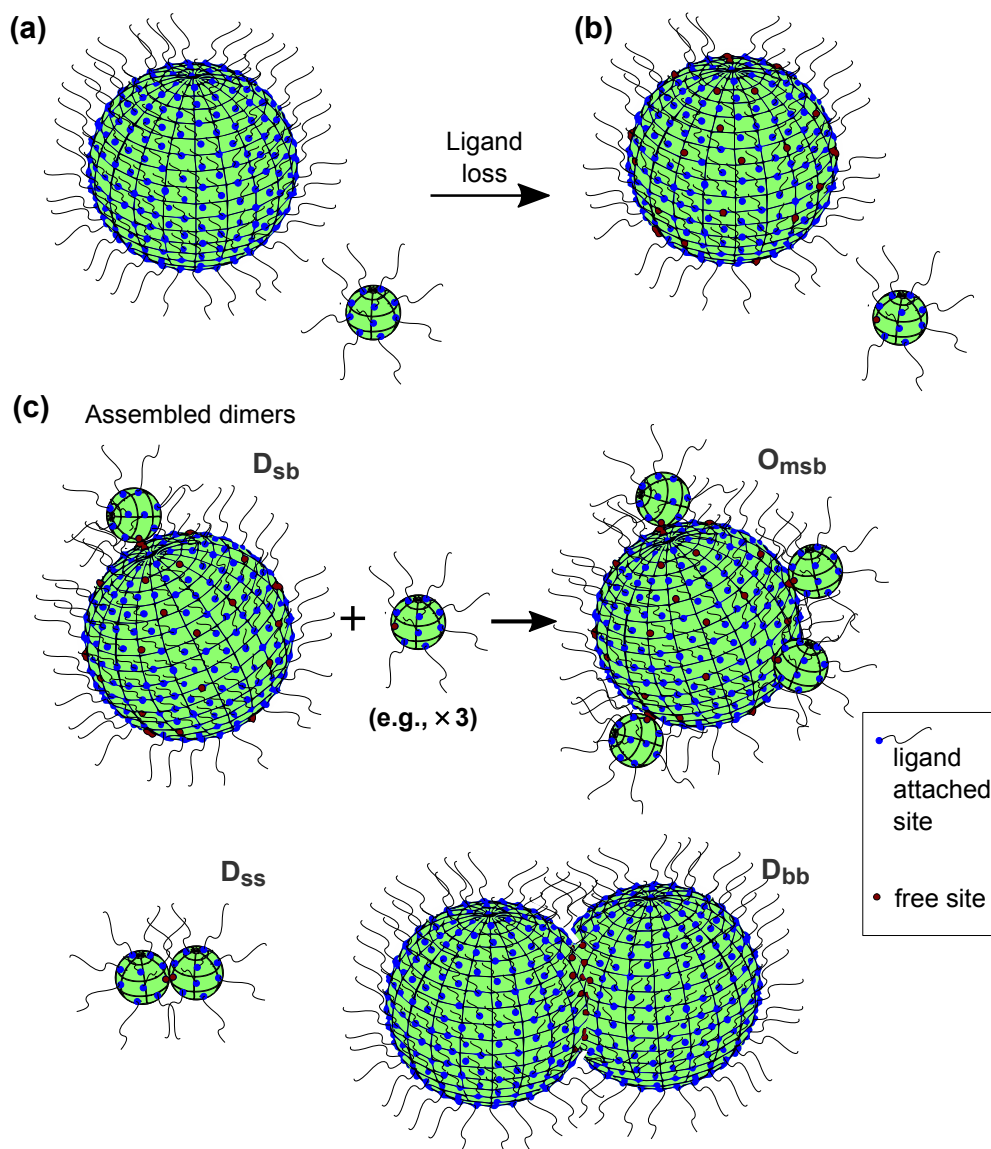 (a)
(b)
Ligand
loss
(c)
Assembled dimers
Dsb
Omsb
+
(e.g., × 3)
ligand
attached
site
free site
Dss
Dbb